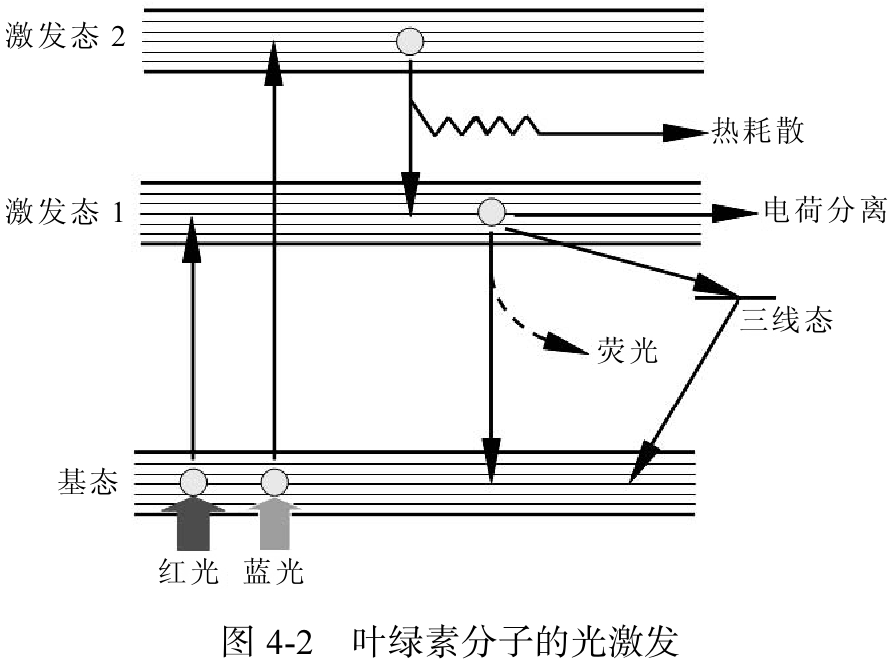 激发态 2
热耗散
激发态 1
电荷分离
三线态
荧光
基态
红光 蓝光
图 4-2 叶绿素分子的光激发